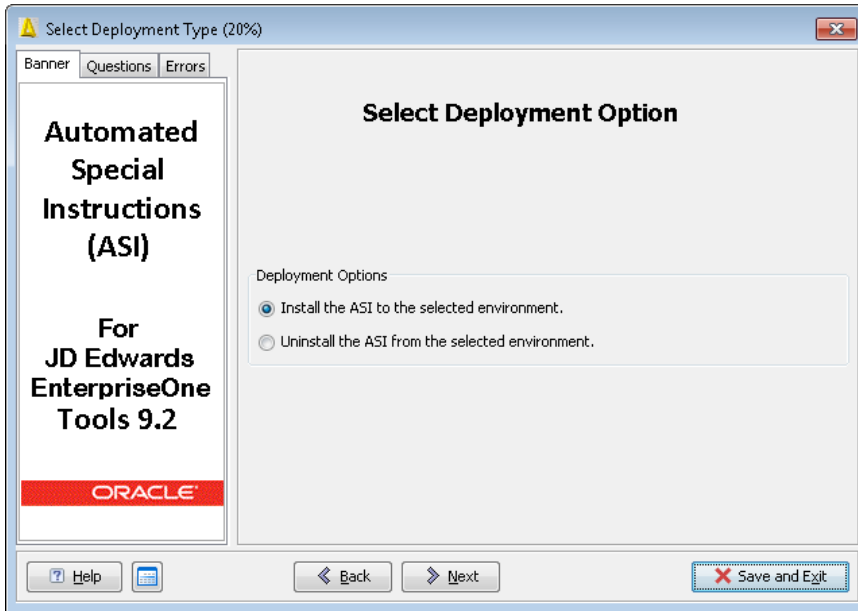 Select Deployment Type (20%)
Banner Questions Errors
Automated
Special
Instructions
(ASI)
For
JD Edwards
EnterpriseOne
Tools 9.2
ORACLE
Select Deployment Option
Deployment Options
Install the ASI to the selected environment.
Uninstall the ASI from the selected environment.
Help
Back
Next
Save and Exit